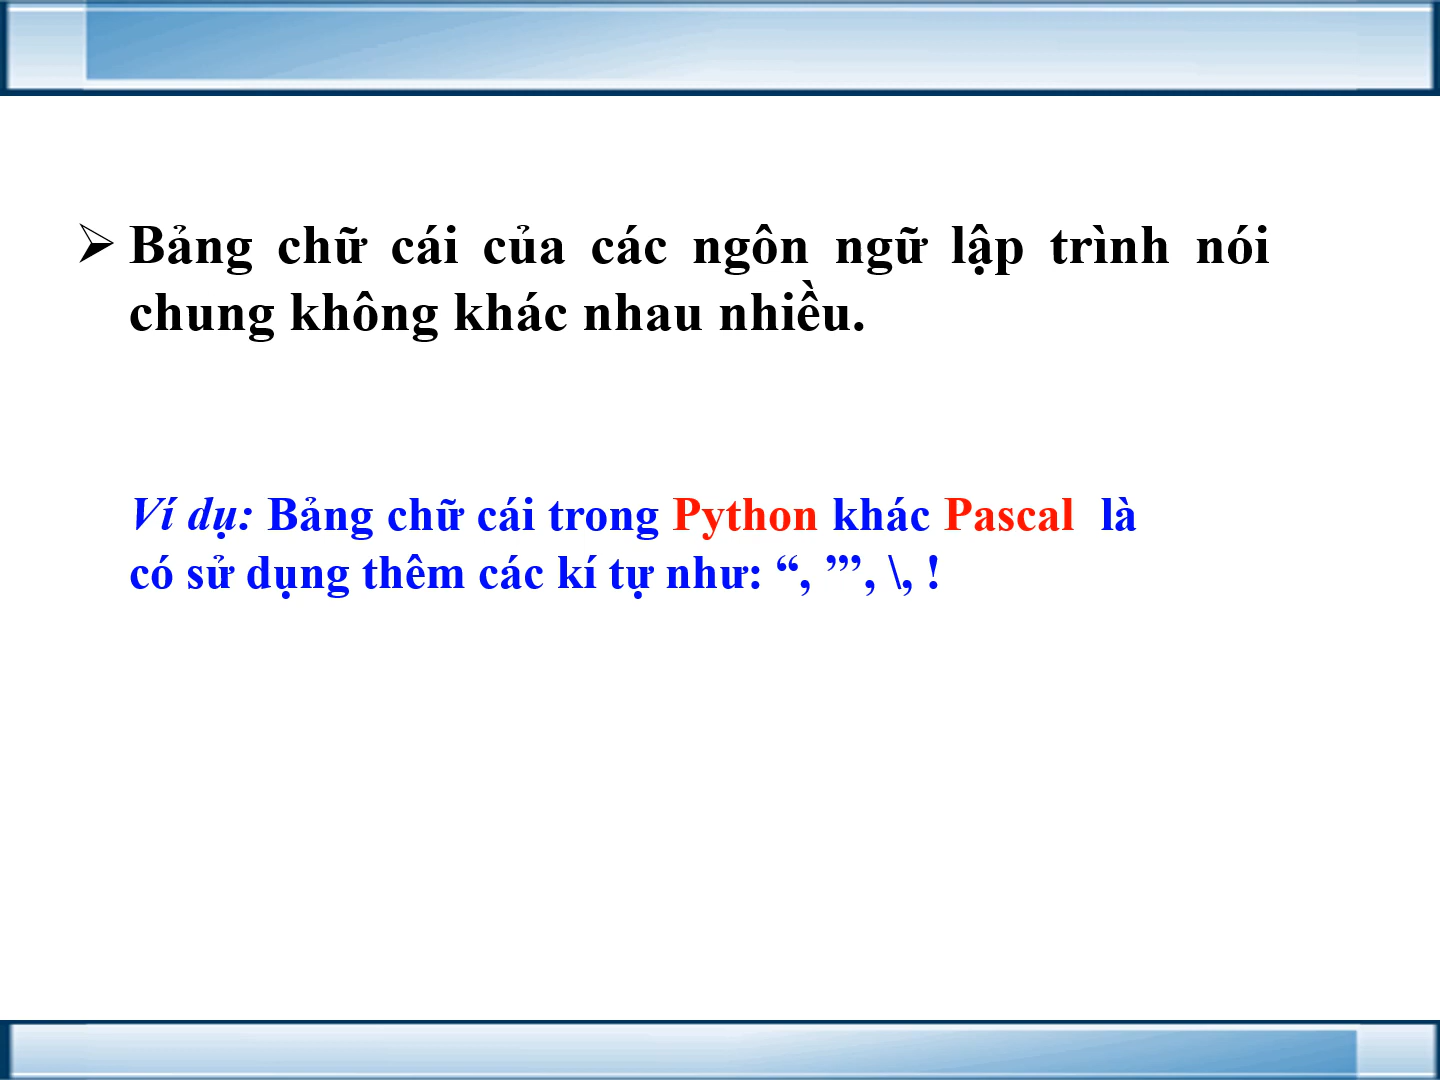 Bảng chữ cái của các ngôn ngữ lập trình nói
chung không khác nhau nhiều.
Ví dụ: Bảng chữ cái trong Python khác Pascal  là
có sử dụng thêm các kí tự như: “, ’”, \, !